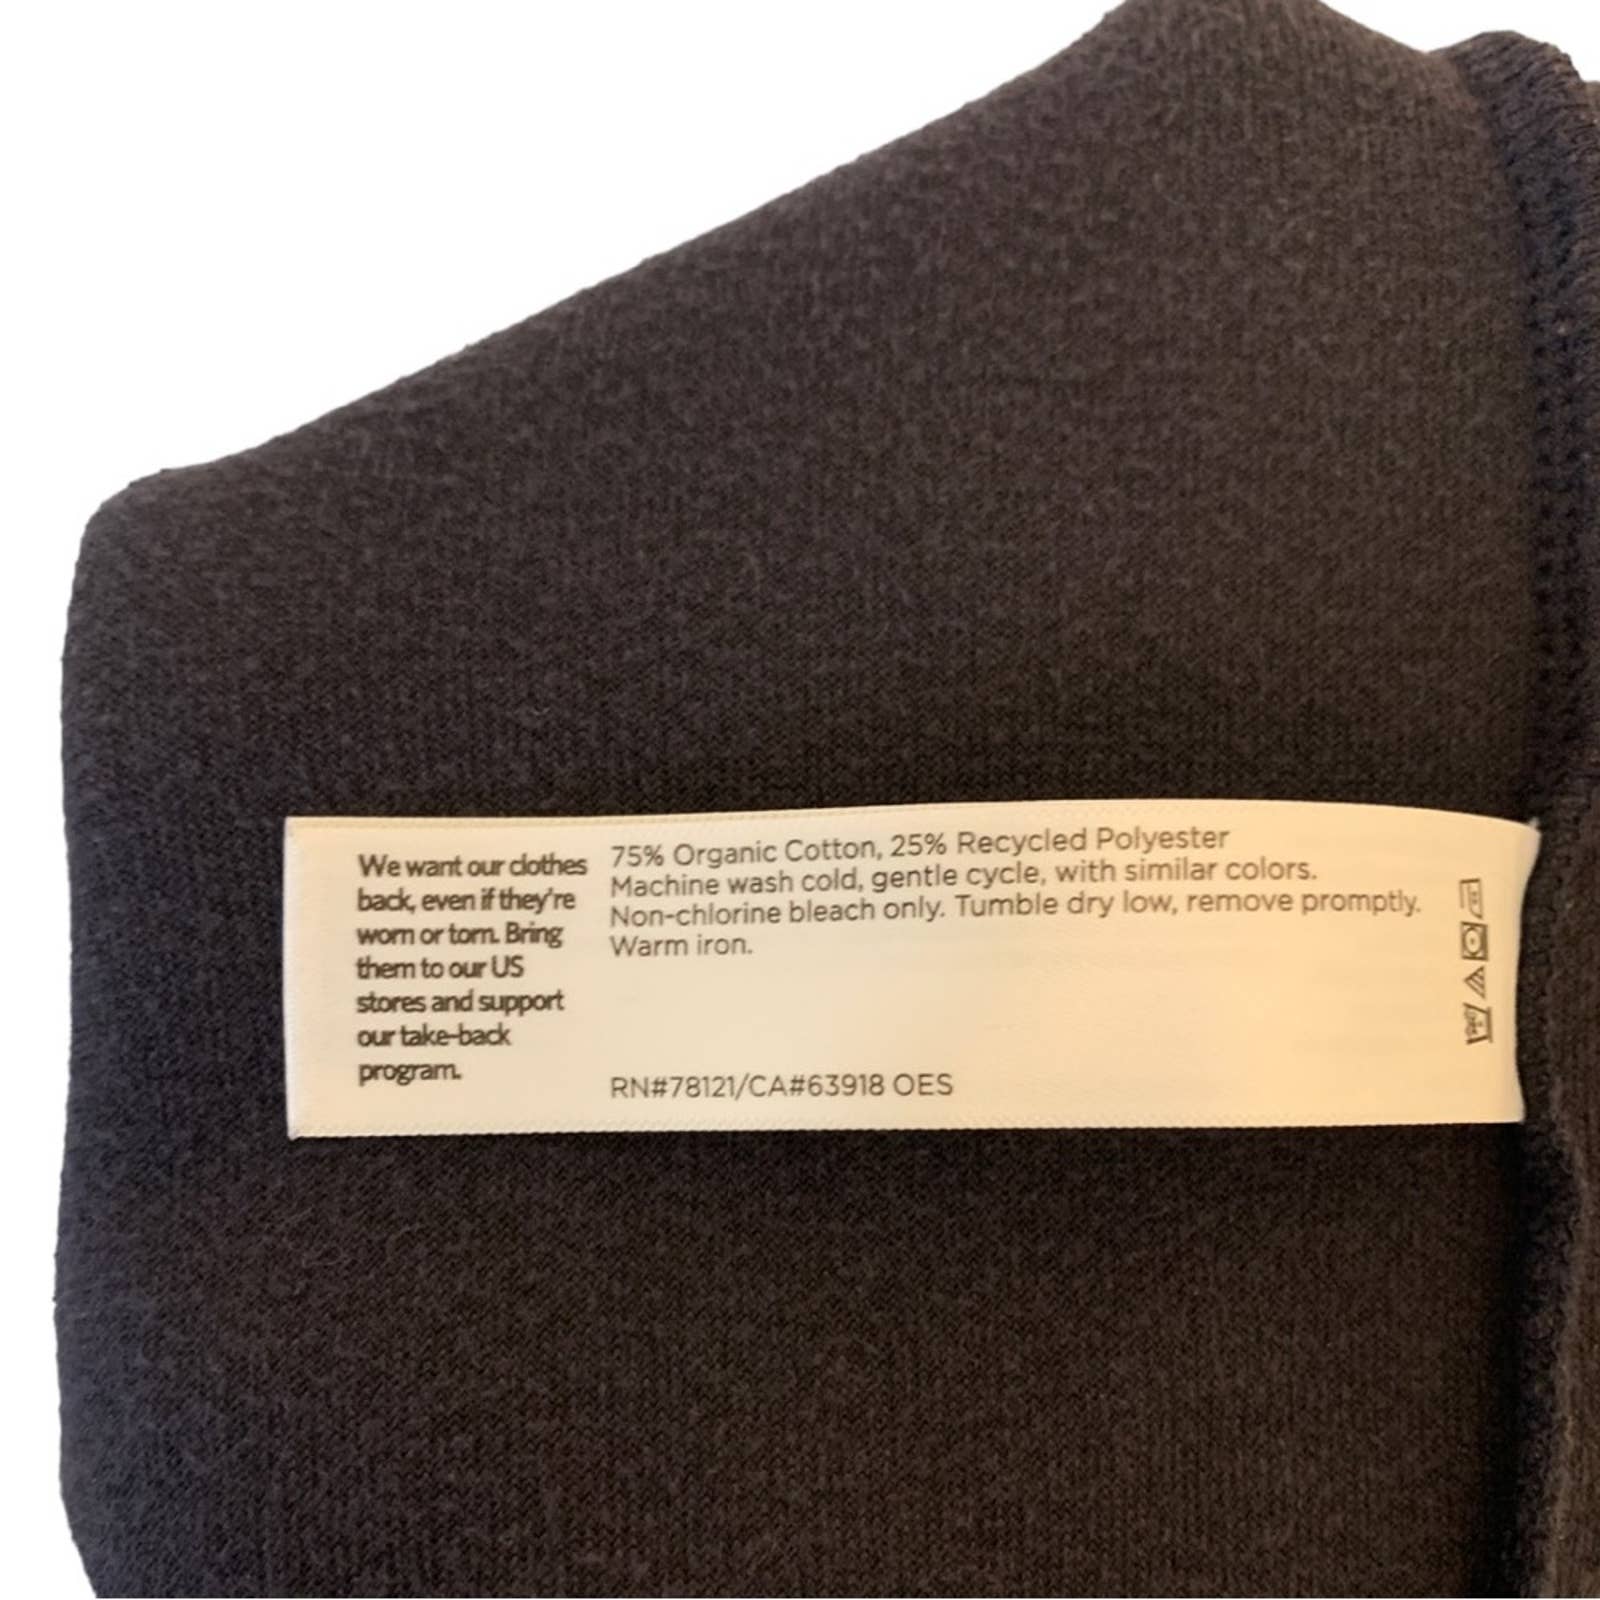 We want our clothes
back, even if they're
worn or torn. Bring
them to our US
stores and support
our take-back
program.
75% Organic Cotton, 25% Recycled Polyester
Machine wash cold, gentle cycle, with similar colors.
Non-chlorine bleach only. Tumble dry low, remove promptly.
Warm iron.
RN#78121/CA#63918 OES